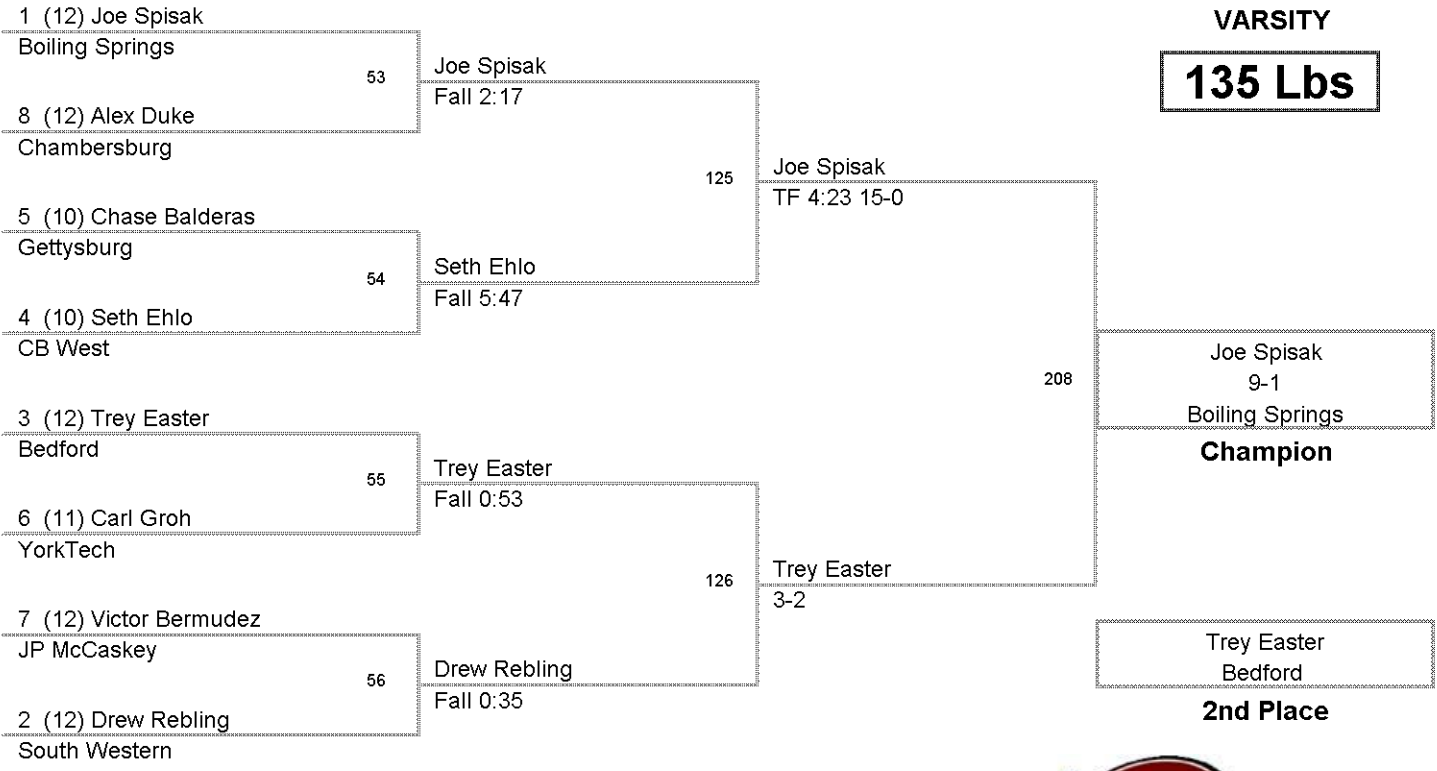 1 (12) Joe Spisak
Boiling Springs
53
8 (12) Alex Duke
Chambersburg
5 (10) Chase Balderas
Gettysburg
54
4 (10) Seth Ehlo
CB West
3 (12) Trey Easter
Bedford
55
6 (11) Carl Groh
YorkTech
7 (12) Victor Bermudez
JP McCaskey
56
2 (12) Drew Rebling
South Western
Joe Spisak
Fall 2:17
125
Seth Ehlo
Fall 5:47
Trey Easter
Fall 0:53
126
Drew Rebling
Fall 0:35
Joe Spisak
TF 4:23 15-0
208
Trey Easter
3-2
VARSITY
135 Lbs
Joe Spisak
9-1
Boiling Springs
Champion
Trey Easter
Bedford
2nd Place